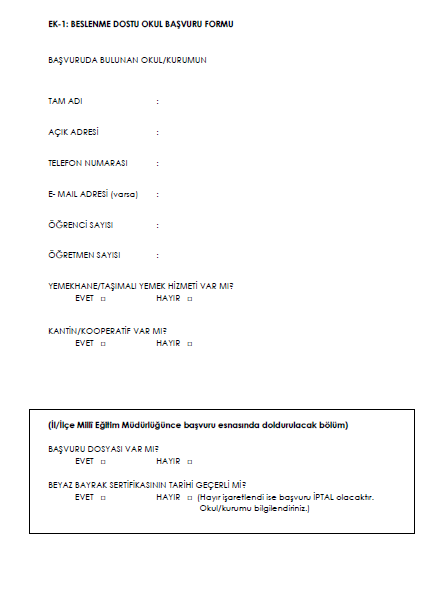 EK-1: BESLENME DOSTU OKUL BAŞVURU FORMU
BAŞVURUDA BULUNAN OKUL/KURUMUN
TAM ADI :
AÇIK ADRESİ :
TELEFON NUMARASI :
E- MAIL ADRESİ (varsa) :
ÖĞRENCİ SAYISI :
ÖĞRETMEN SAYISI :
YEMEKHANE/TAŞIMALI YEMEK HİZMETİ VAR MI?
EVET □ HAYIR □
KANTİN/KOOPERATİF VAR MI?
EVET □ HAYIR □
(İl/İlçe Millî Eğitim Müdürlüğünce başvuru esnasında doldurulacak bölüm)
BAŞVURU DOSYASI VAR MI?
EVET □ HAYIR □
BEYAZ BAYRAK SERTİFİKASININ TARİHİ GEÇERLİ Mİ?
EVET □ HAYIR □ (Hayır işaretlendi ise başvuru İPTAL olacaktır.
Okul/kurumu bilgilendiriniz.)